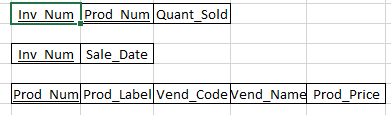 Inv_Num Prod_Num Quant_Sold
Inv_Num Sale_Date
Prod_Num Prod_Label Vend_Code Vend_Name Prod_Price